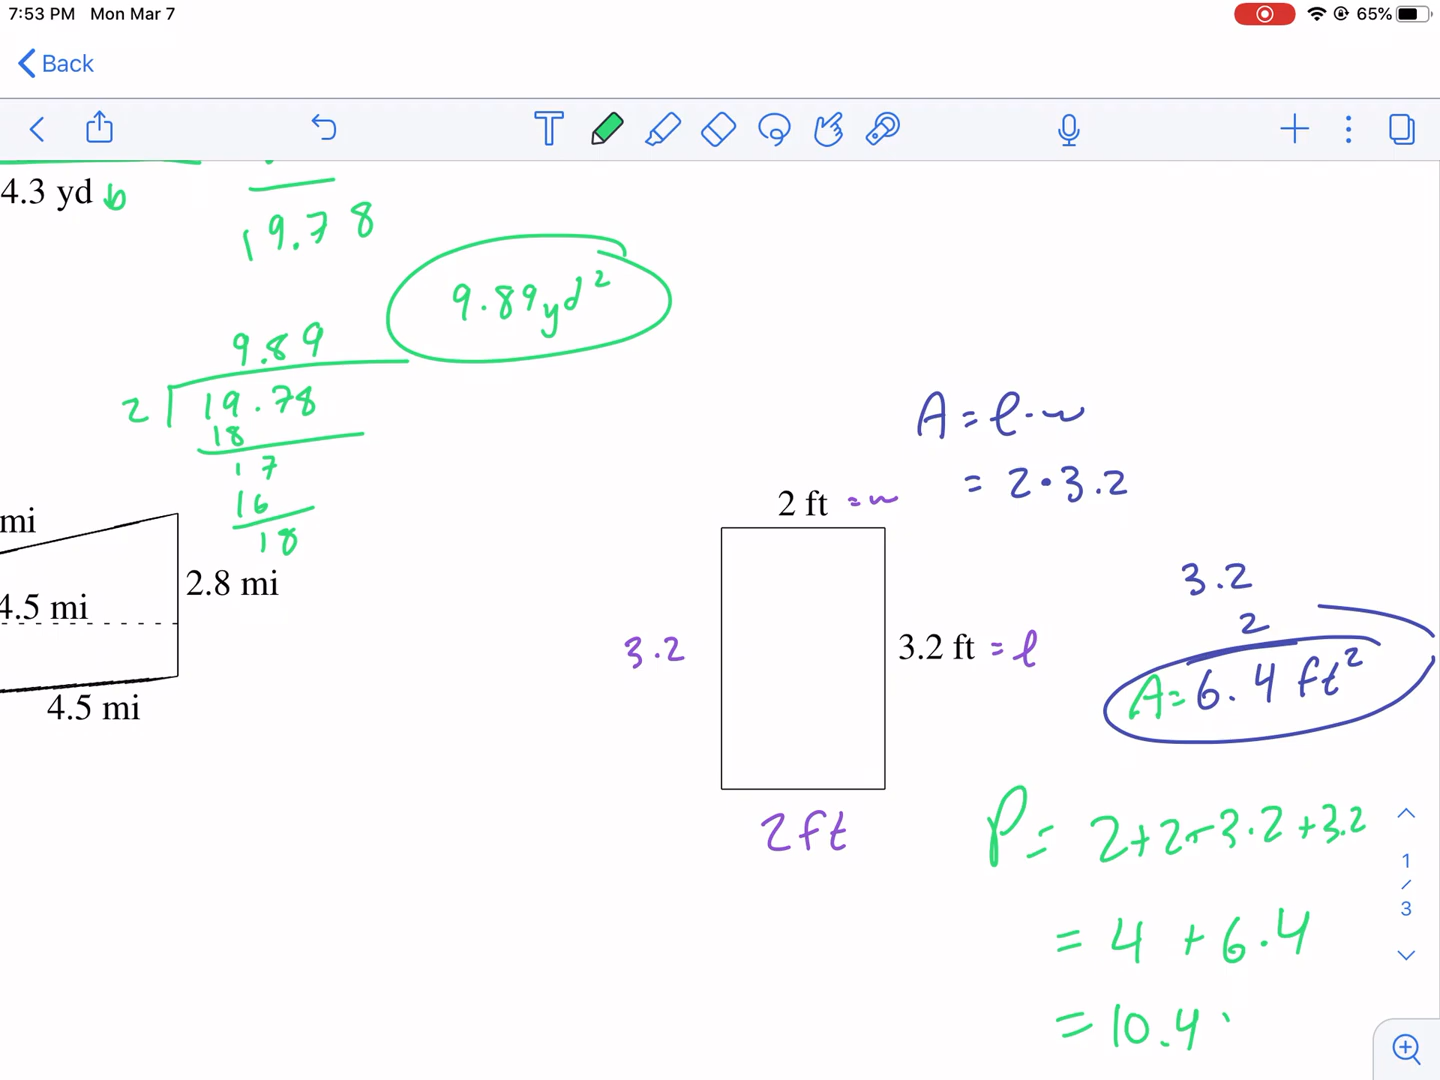 7:53 PM Mon Mar 7
65%
Back
4.3 yd b
19.78
9.89yd²
9.89
2 19.78
18
17
16
18
mi
4.5 mi
2.8 mi
4.5 mi
A = l·w
= 2·3.2
2 ft = w
3.2
3.2 ft = l
2ft
3.2
2
A= 6.4 ft²
P= 2+2+3.2+3.2
= 4 + 6.4
= 10.4
1
/
3